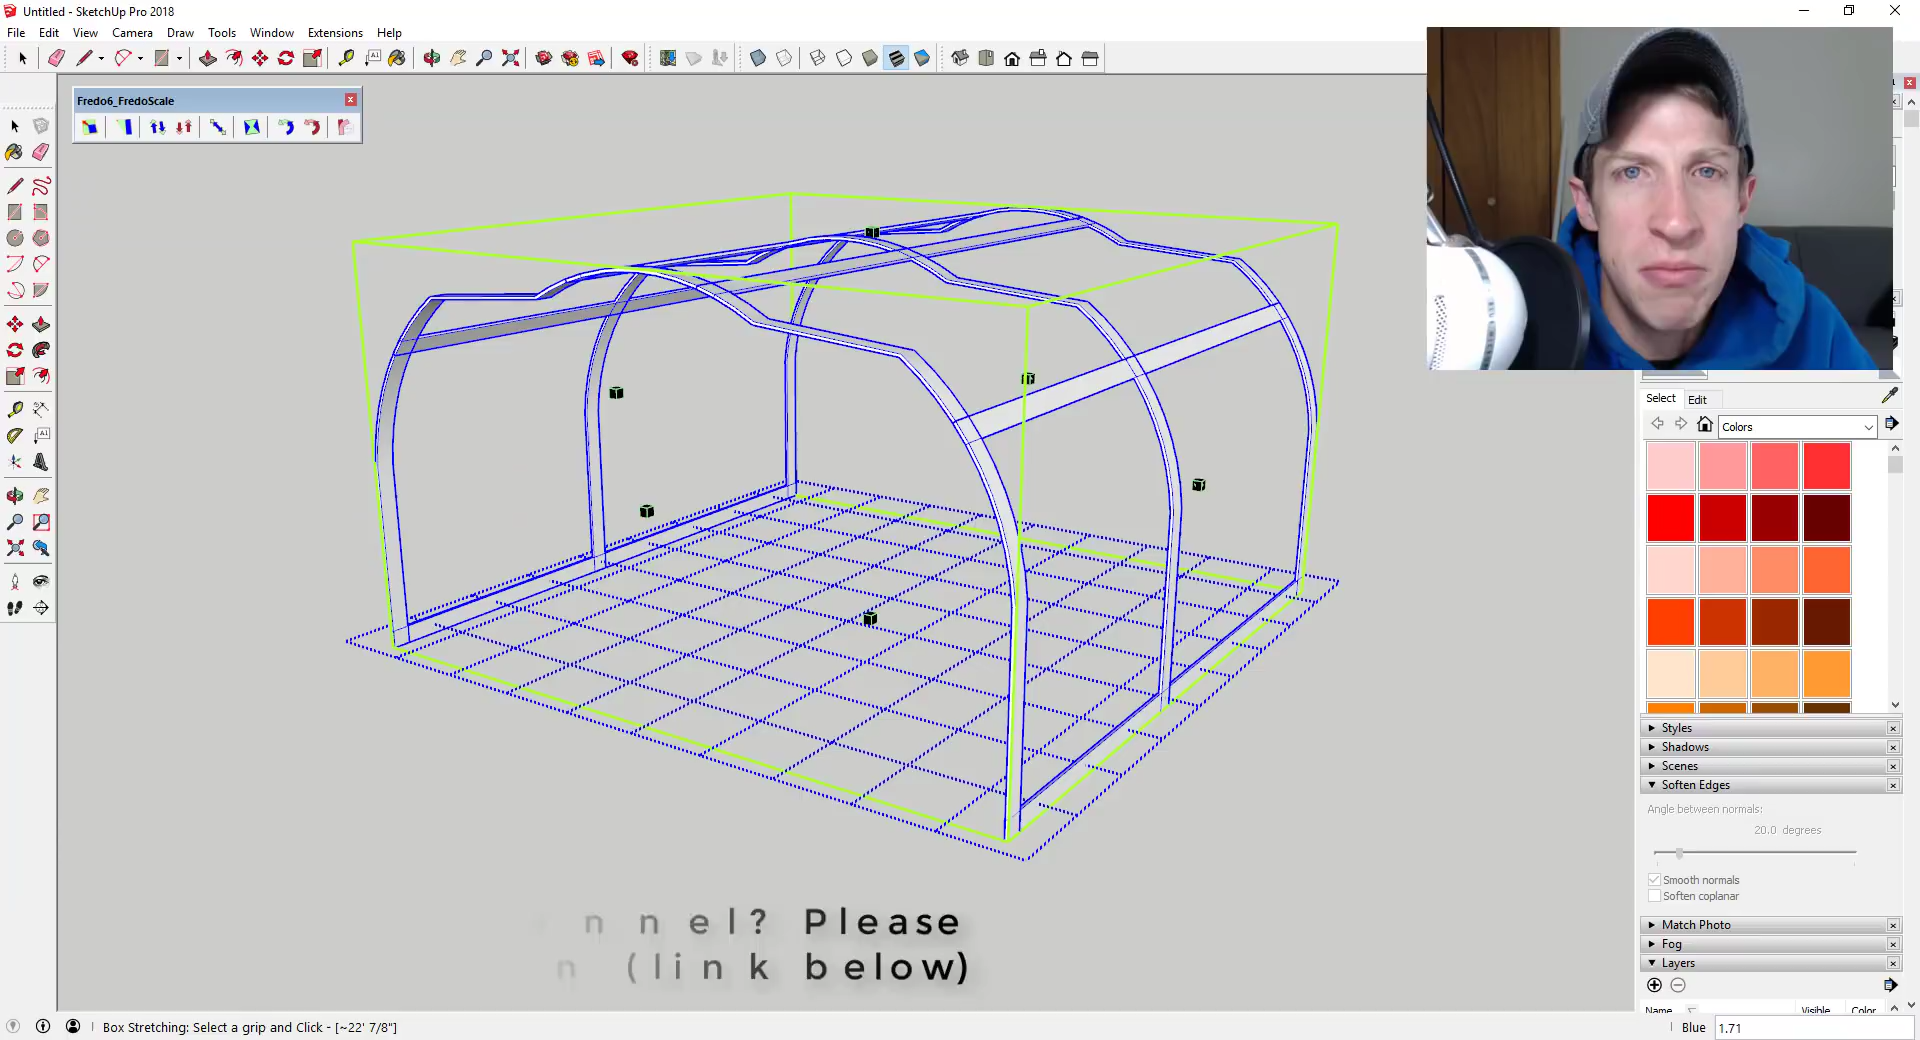 Untitled - SketchUp Pro 2018
File Edit View Camera Draw Tools Window Extensions Help
Fredo6_FredoScale
Select Edit
Colors
Styles
Shadows
Scenes
Soften Edges
Angle between normals:
20.0 degrees
Smooth normals
Soften coplanar
Match Photo
Fog
Layers
Name Visible Color
nnel? Please
n (link below)
Box Stretching: Select a grip and Click - [~22' 7/8"]
Blue 1.71